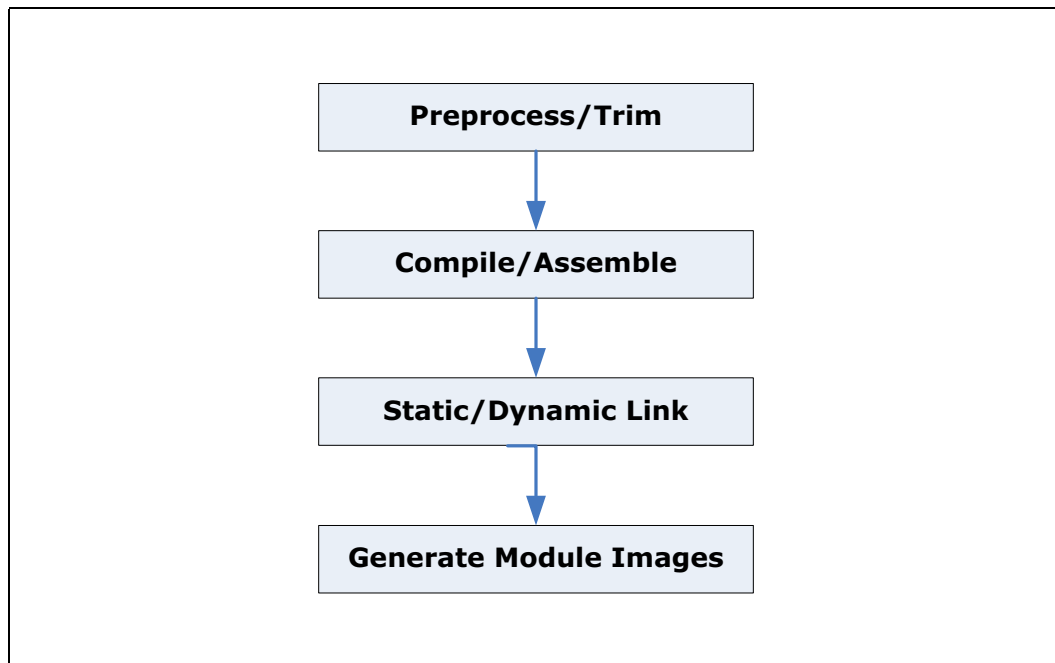 Preprocess/Trim
Compile/Assemble
Static/Dynamic Link
Generate Module Images